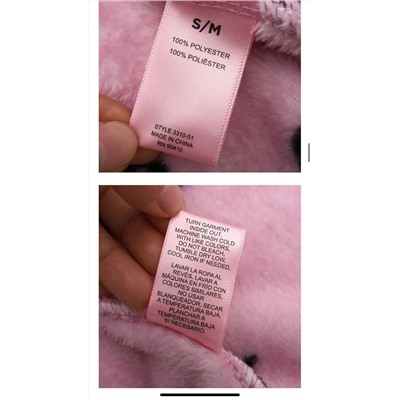 S/M
100% POLYESTER
100% POLIÉSTER
STYLE 3310-51
MADE IN CHINA
RN 90410
TURN GARMENT
INSIDE OUT,
MACHINE WASH COLD
WITH LIKE COLORS,
DO NOT BLEACH,
TUMBLE DRY LOW,
COOL IRON IF NEEDED.
LAVAR LA ROPA AL
REVÉS, LAVAR A
MÁQUINA EN FRÍO CON
COLORES SIMILARES,
NO USAR
BLANQUEADOR, SECAR
A TEMPERATURA BAJA,
PLANCHAR A
TEMPERATURA BAJA
SI NECESARIO.